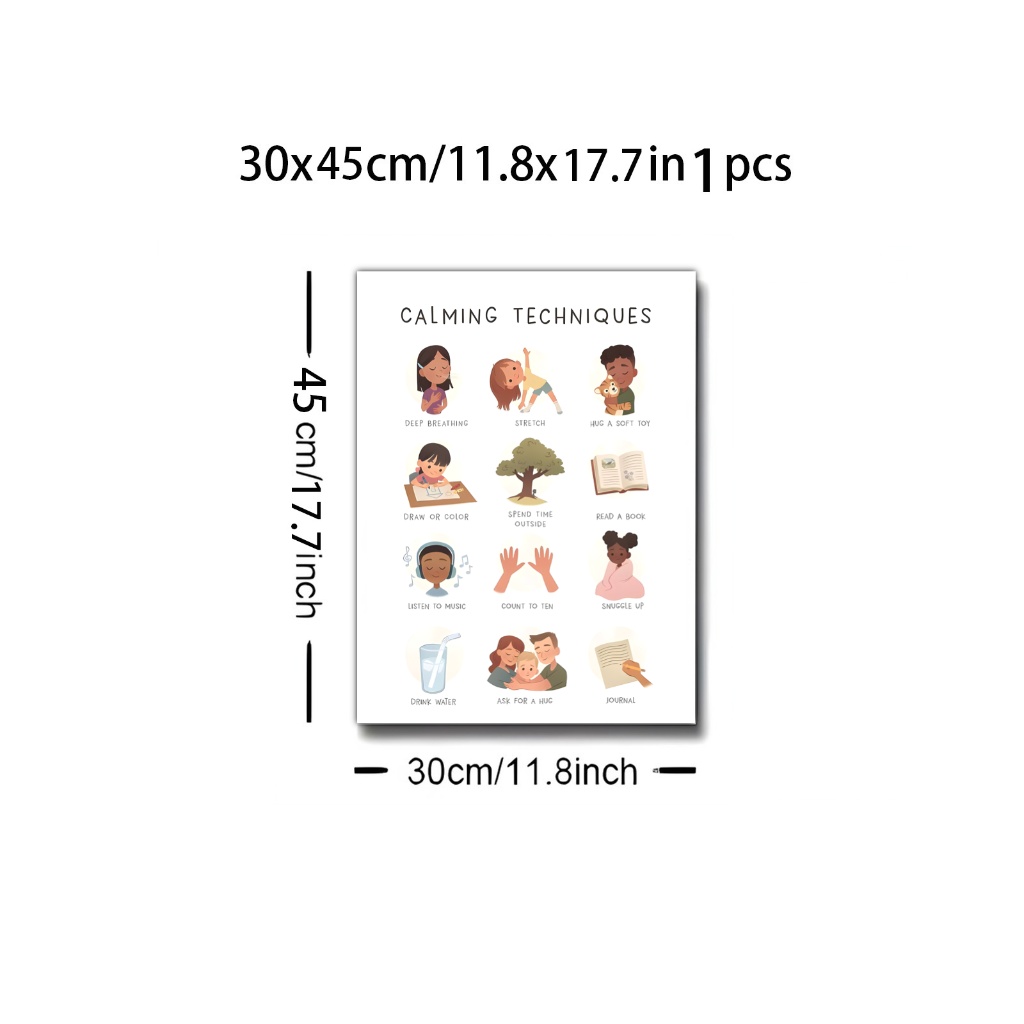 30x45cm/11.8x17.7in 1 pcs
45cm/17.7inch
CALMING TECHNIQUES
DEEP BREATHING
STRETCH
HUG A SOFT TOY
DRAW OR COLOR
SPEND TIME
OUTSIDE
READ A BOOK
LISTEN TO MUSIC
COUNT TO TEN
SNUGGLE UP
DRINK WATER
ASK FOR A HUG
JOURNAL
30cm/11.8inch